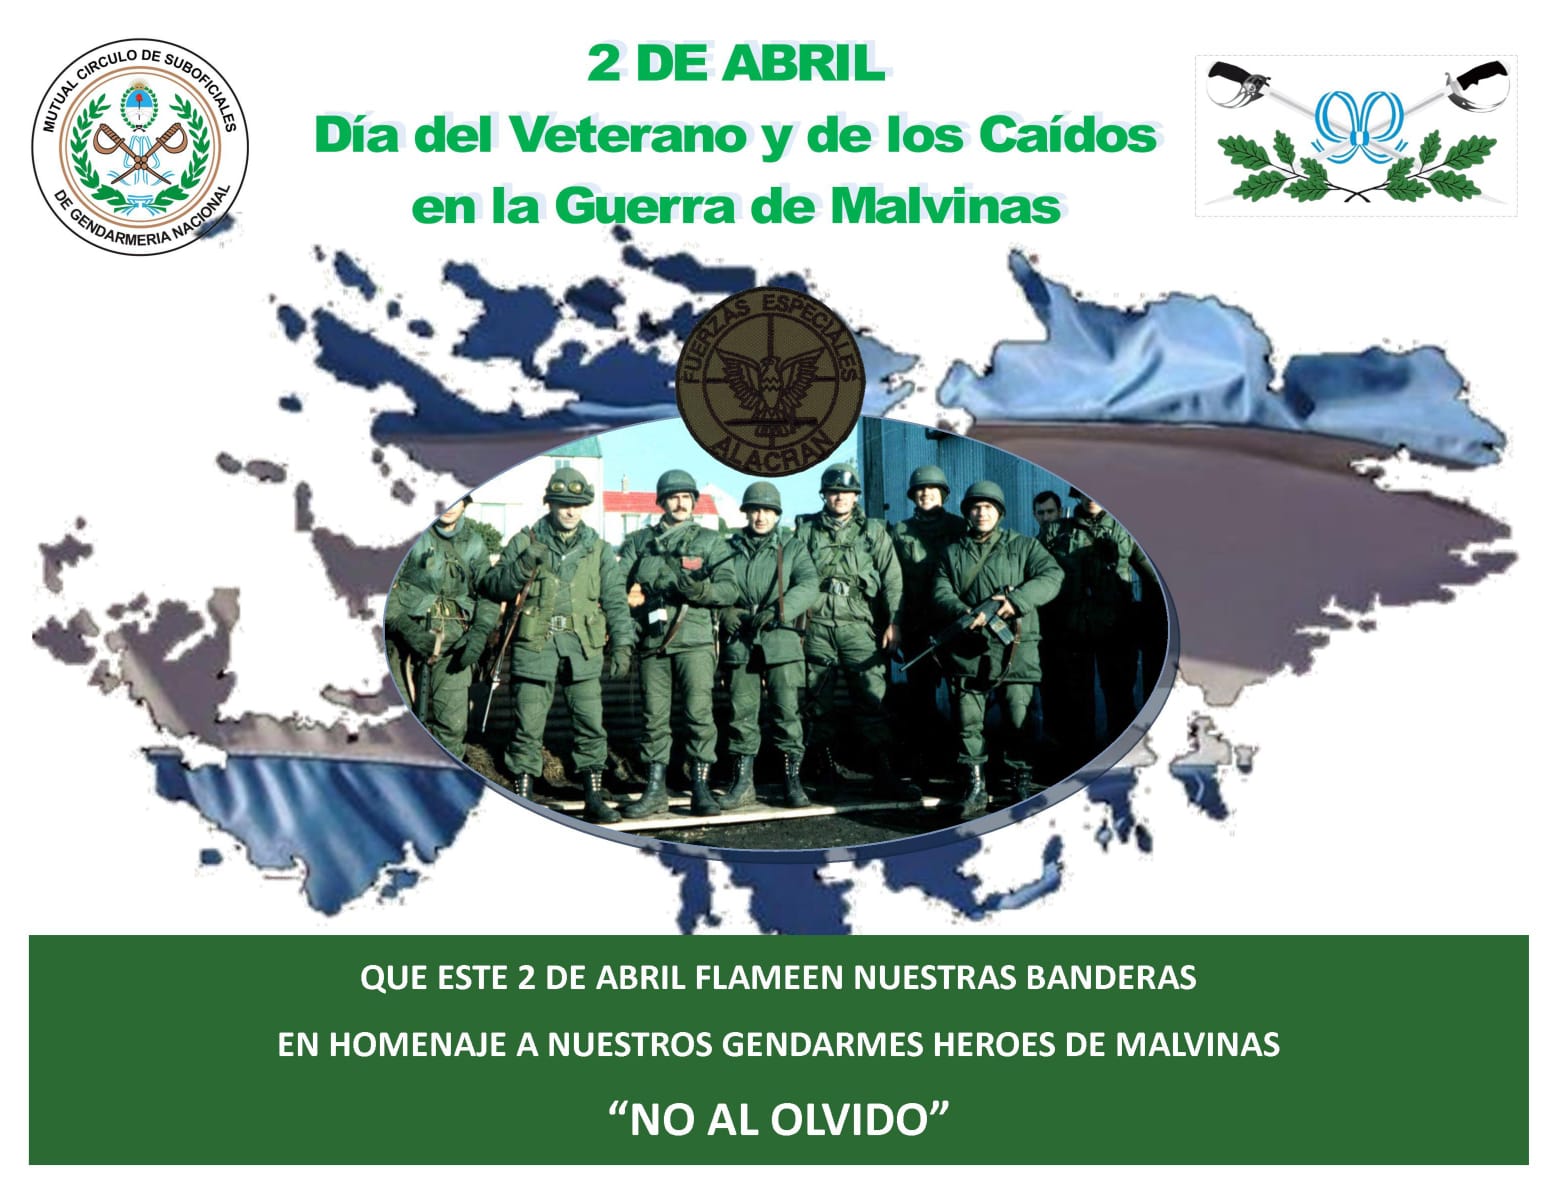 MUTUAL CIRCULO DE SUBOFICIALES
DE GENDARMERIA NACIONAL
2 DE ABRIL
Día del Veterano y de los Caídos
en la Guerra de Malvinas
FUERZAS ESPECIALES
ALACRAN
QUE ESTE 2 DE ABRIL FLAMEEN NUESTRAS BANDERAS
EN HOMENAJE A NUESTROS GENDARMES HEROES DE MALVINAS
“NO AL OLVIDO”